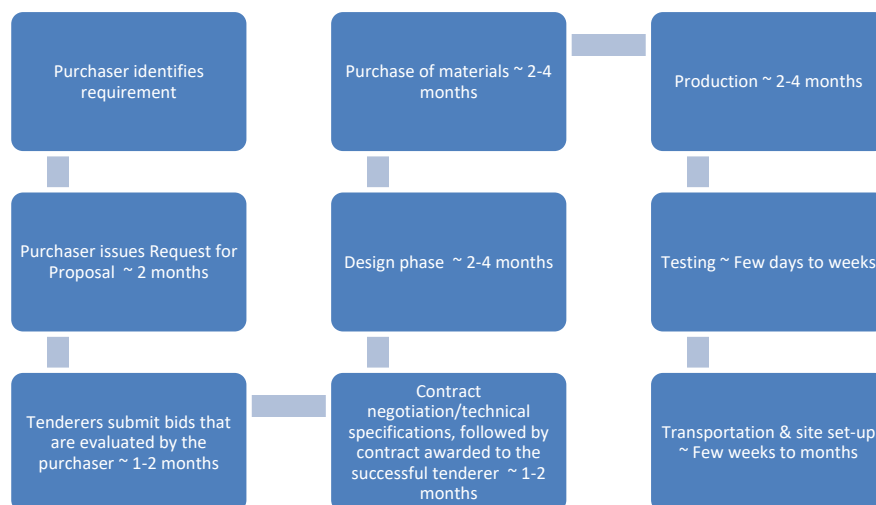 Purchaser identifies
requirement
Purchaser issues Request for
Proposal ~ 2 months
Tenderers submit bids that
are evaluated by the
purchaser ~ 1-2 months
Contract
negotiation/technical
specifications, followed by
contract awarded to the
successful tenderer ~ 1-2
months
Design phase ~ 2-4 months
Purchase of materials ~ 2-4
months
Production ~ 2-4 months
Testing ~ Few days to weeks
Transportation & site set-up
~ Few weeks to months